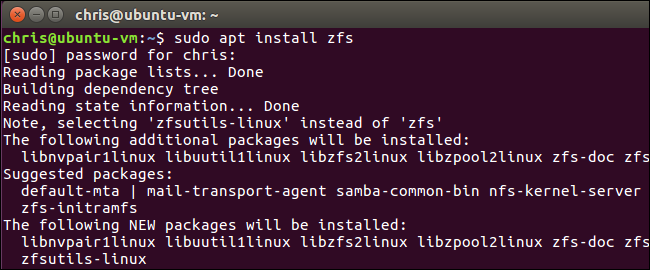 chris@ubuntu-vm: ~
chris@ubuntu-vm:~$ sudo apt install zfs
[sudo] password for chris:
Reading package lists... Done
Building dependency tree
Reading state information... Done
Note, selecting 'zfsutils-linux' instead of 'zfs'
The following additional packages will be installed:
  libnvpair1linux libuutil1linux libzfs2linux libzpool2linux zfs-doc zfs
Suggested packages:
  default-mta | mail-transport-agent samba-common-bin nfs-kernel-server
  zfs-initramfs
The following NEW packages will be installed:
  libnvpair1linux libuutil1linux libzfs2linux libzpool2linux zfs-doc zfs
  zfsutils-linux